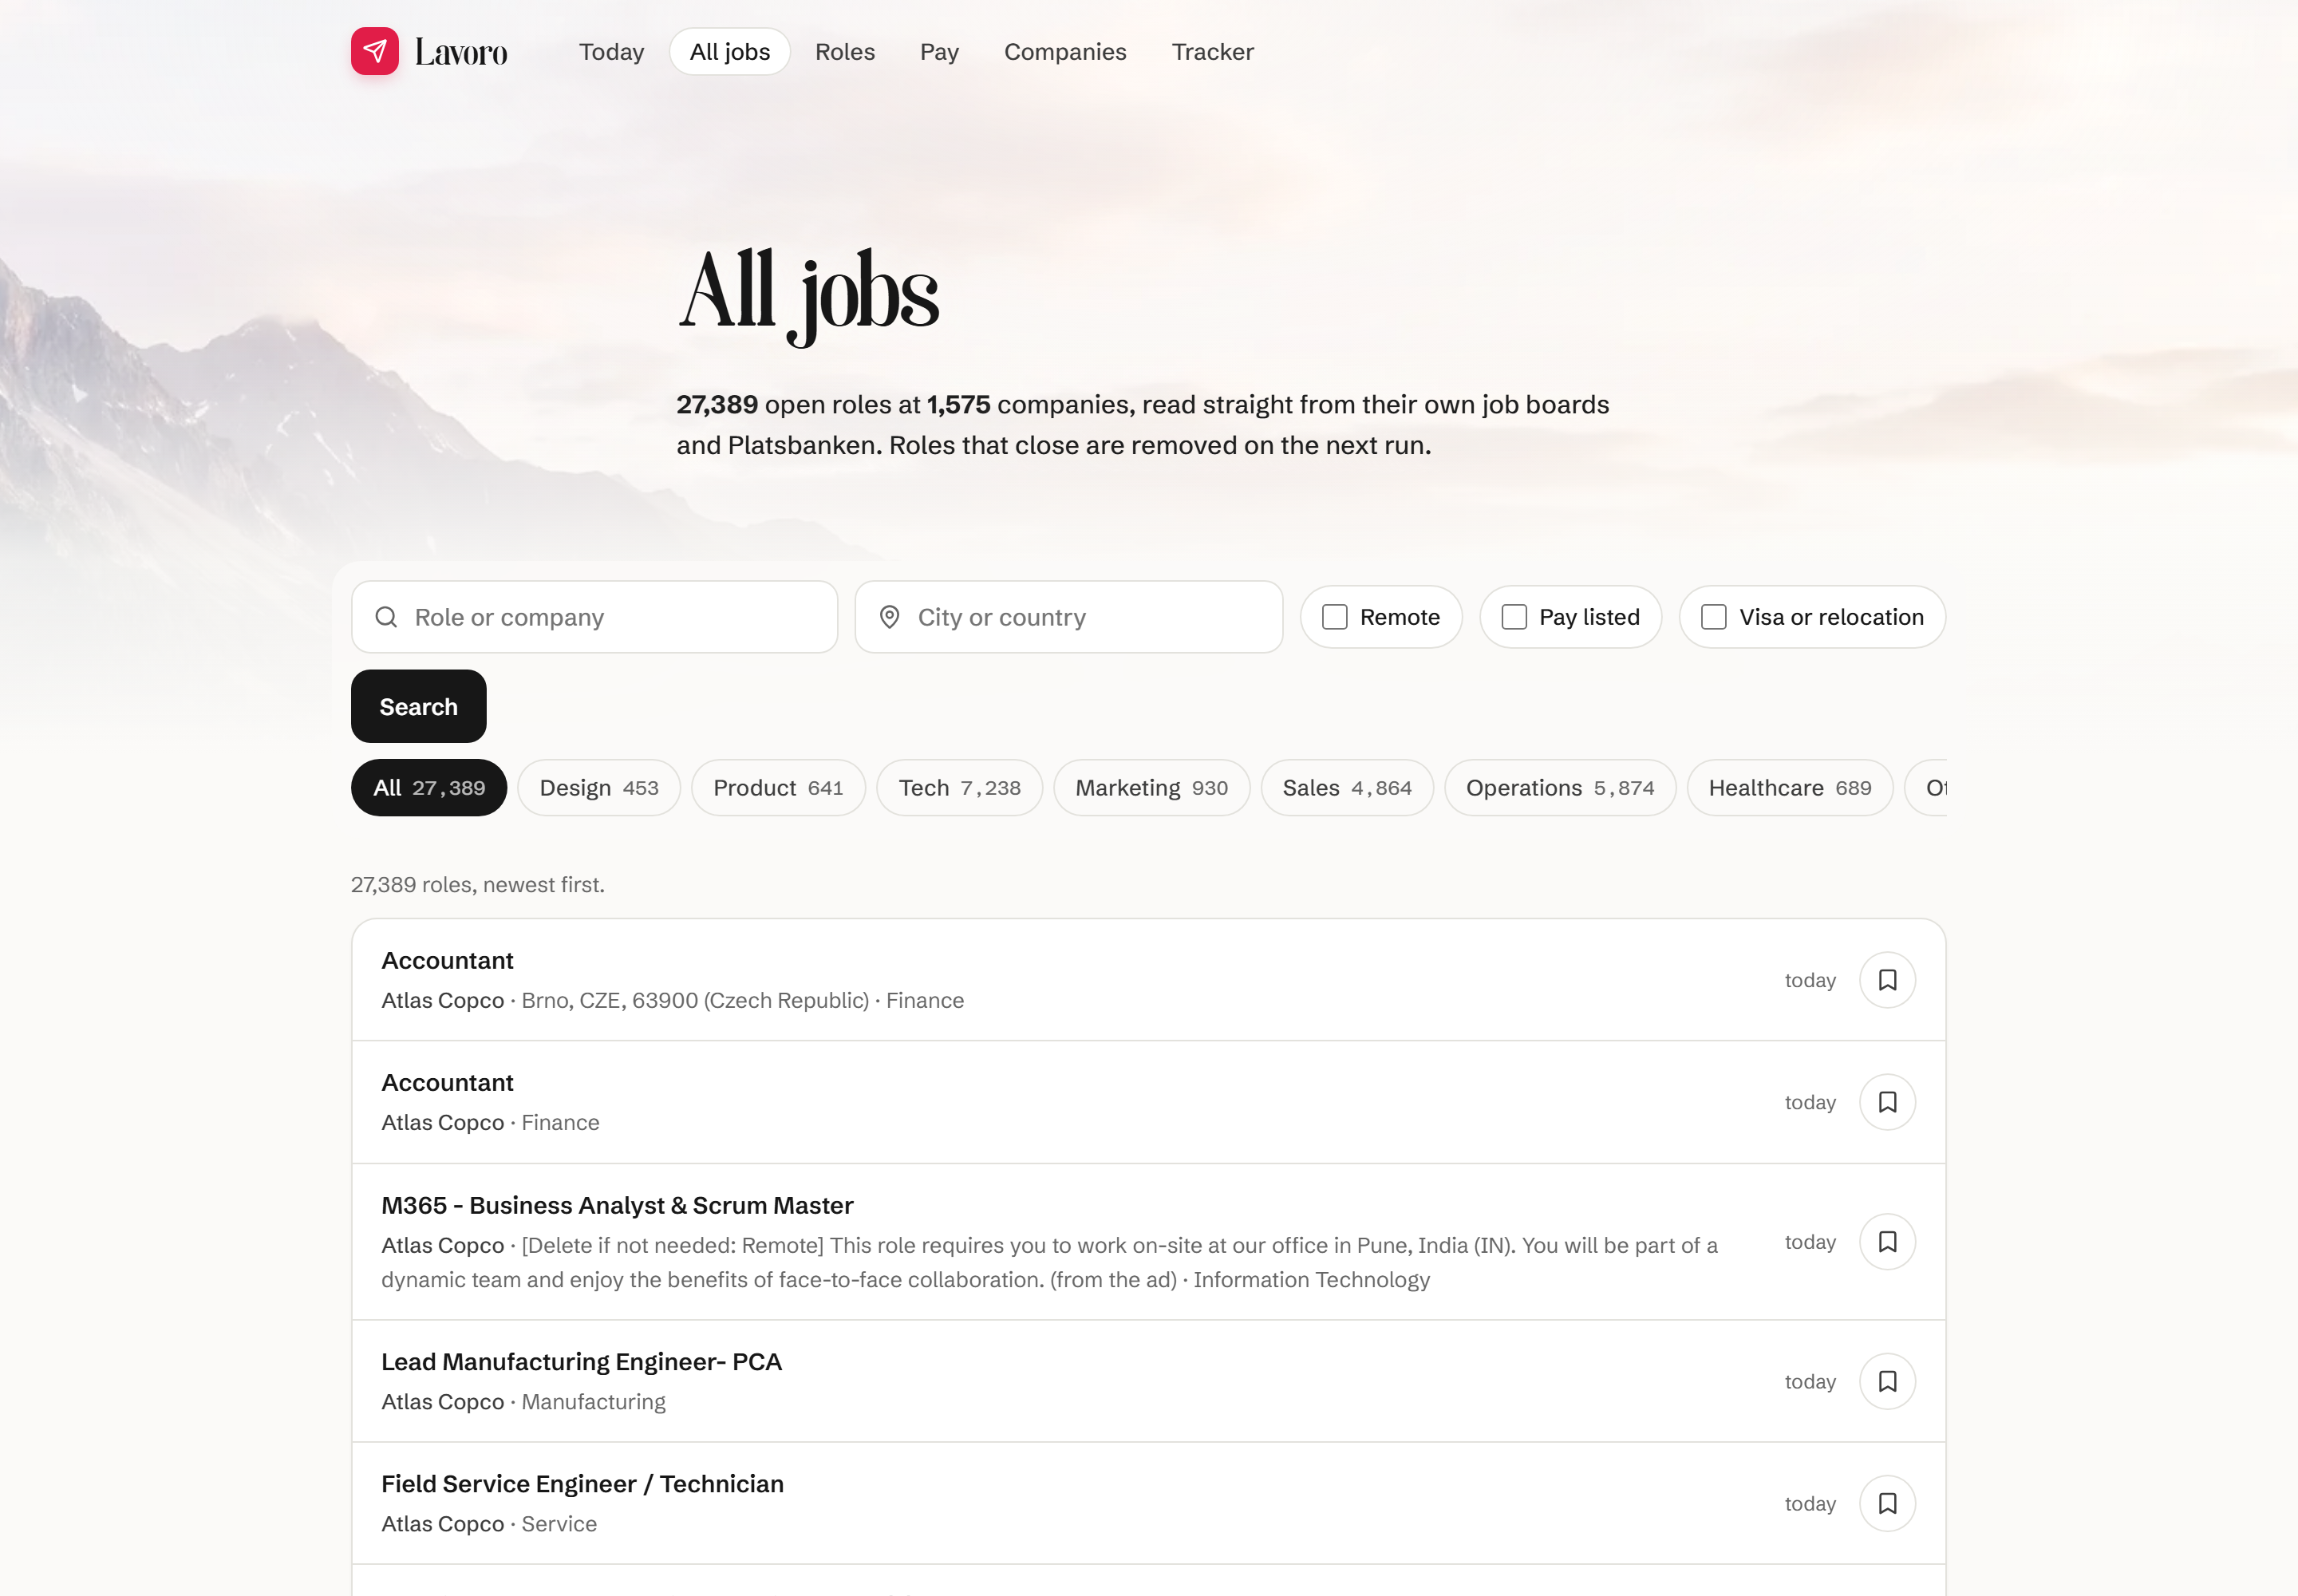 Lavoro
Today All jobs Roles Pay Companies Tracker
All jobs
27,389 open roles at 1,575 companies, read straight from their own job boards
and Platsbanken. Roles that close are removed on the next run.
Role or company City or country Remote Pay listed Visa or relocation
Search
All 27,389 Design 453 Product 641 Tech 7,238 Marketing 930 Sales 4,864 Operations 5,874 Healthcare 689
27,389 roles, newest first.
Accountant
Atlas Copco · Brno, CZE, 63900 (Czech Republic) · Finance
today
Accountant
Atlas Copco · Finance
today
M365 - Business Analyst & Scrum Master
Atlas Copco · [Delete if not needed: Remote] This role requires you to work on-site at our office in Pune, India (IN). You will be part of a
dynamic team and enjoy the benefits of face-to-face collaboration. (from the ad) · Information Technology
today
Lead Manufacturing Engineer- PCA
Atlas Copco · Manufacturing
today
Field Service Engineer / Technician
Atlas Copco · Service
today